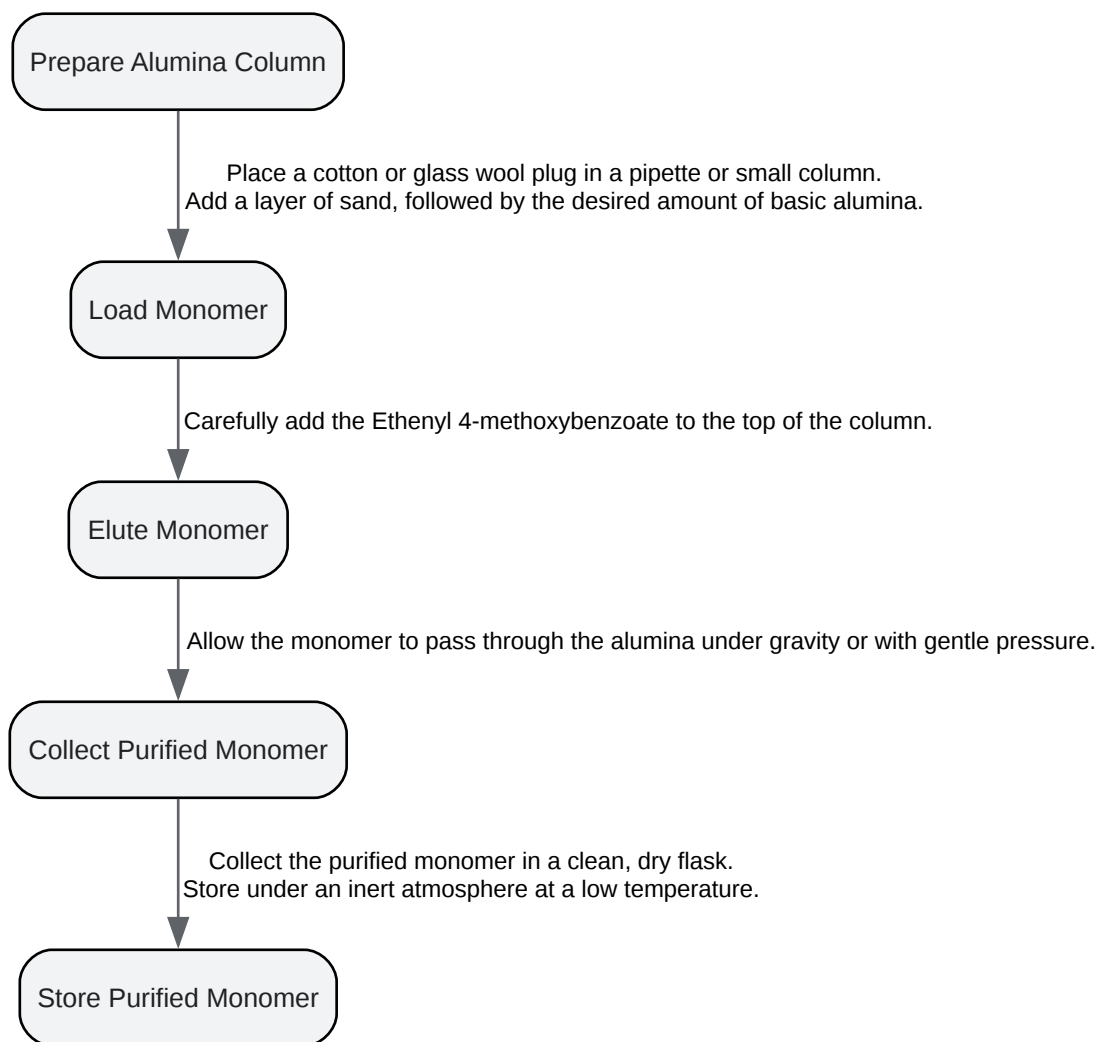 Prepare Alumina Column
Place a cotton or glass wool plug in a pipette or small column.
Add a layer of sand, followed by the desired amount of basic alumina.
Load Monomer
Carefully add the Ethenyl 4-methoxybenzoate to the top of the column.
Elute Monomer
Allow the monomer to pass through the alumina under gravity or with gentle pressure.
Collect Purified Monomer
Collect the purified monomer in a clean, dry flask.
Store under an inert atmosphere at a low temperature.
Store Purified Monomer